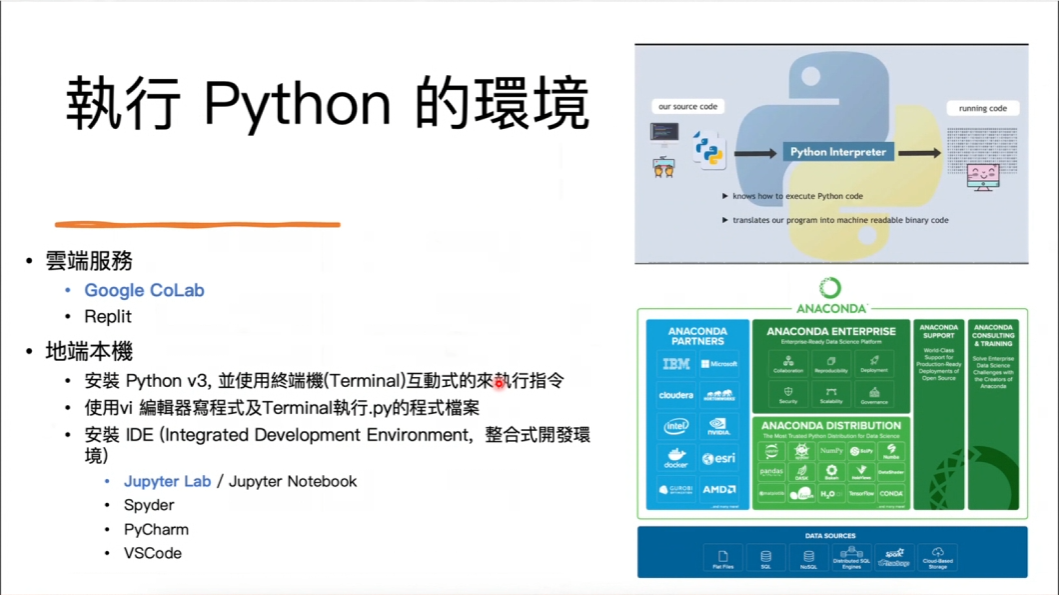 執行 Python 的環境
• 雲端服務
• Google CoLab
• Replit
• 地端本機
• 安裝 Python v3, 並使用終端機(Terminal)互動式的來執行指令
• 使用vi 編輯器寫程式及Terminal執行.py的程式檔案
• 安裝 IDE (Integrated Development Environment, 整合式開發環
境)
• Jupyter Lab / Jupyter Notebook
• Spyder
• PyCharm
• VSCode
our source code
running code
Python Interpreter
► knows how to execute Python code
► translates our program into machine readable binary code
ANACONDA
ANACONDA
PARTNERS
IBM
Microsoft
cloudera
intel
NVIDIA
docker
esri
GUROBI
AMD
...and many more!
ANACONDA ENTERPRISE
Enterprise-Ready Data Science Platform
Collaboration
Reproducibility
Deployment
Security
Scalability
Governance
ANACONDA DISTRIBUTION
The Most Trusted Python Distribution for Data Science
jupyter
NumPy
SciPy
Numba
pandas
DASK
Bokeh
HoloViews
Datashader
matplotlib
learn
H2O
TensorFlow
CONDA
...and many more!
ANACONDA
SUPPORT
World-Class
Support for
Production-Ready
Deployments of
Open Source
ANACONDA
CONSULTING
& TRAINING
Solve Enterprise
Data Science
Challenges with
the Creators of
Anaconda
DATA SOURCES
Flat Files
SQL
NoSQL
Distributed SQL
Engines
Spark
hadoop
Cloud-Based
Storage